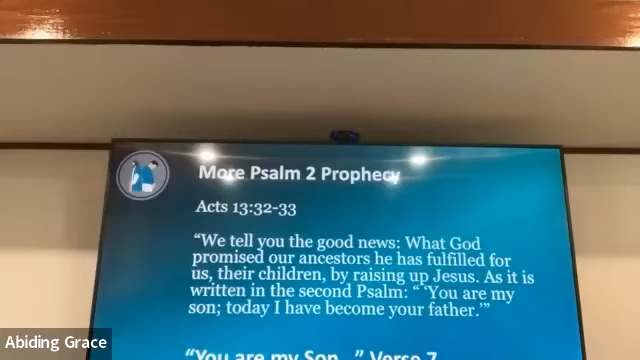 More Psalm 2 Prophecy
Acts 13:32-33
“We tell you the good news: What God
promised our ancestors he has fulfilled for
us, their children, by raising up Jesus. As it is
written in the second Psalm: “ ‘You are my
son; today I have become your father.’”
“You are my Son...” Verse 7
Abiding Grace